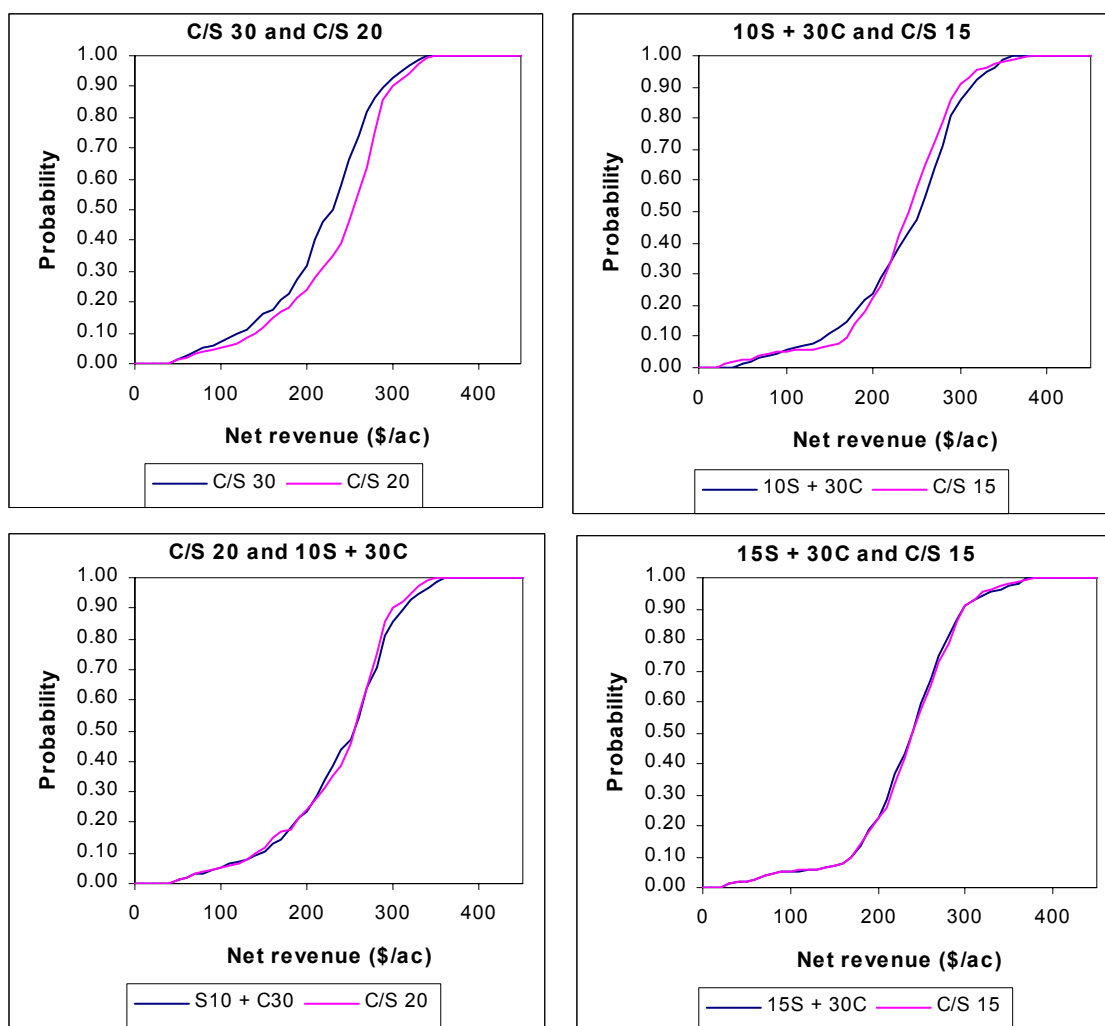 C/S 30 and C/S 20
1.00
0.90
0.80
0.70
0.60
0.50
0.40
0.30
0.20
0.10
0.00
Probability
0 100 200 300 400
Net revenue ($/ac)
C/S 30 C/S 20
10S + 30C and C/S 15
1.00
0.90
0.80
0.70
0.60
0.50
0.40
0.30
0.20
0.10
0.00
Probability
0 100 200 300 400
Net revenue ($/ac)
10S + 30C C/S 15
C/S 20 and 10S + 30C
1.00
0.90
0.80
0.70
0.60
0.50
0.40
0.30
0.20
0.10
0.00
Probability
0 100 200 300 400
Net revenue ($/ac)
S10 + C30 C/S 20
15S + 30C and C/S 15
1.00
0.90
0.80
0.70
0.60
0.50
0.40
0.30
0.20
0.10
0.00
Probability
0 100 200 300 400
Net revenue ($/ac)
15S + 30C C/S 15